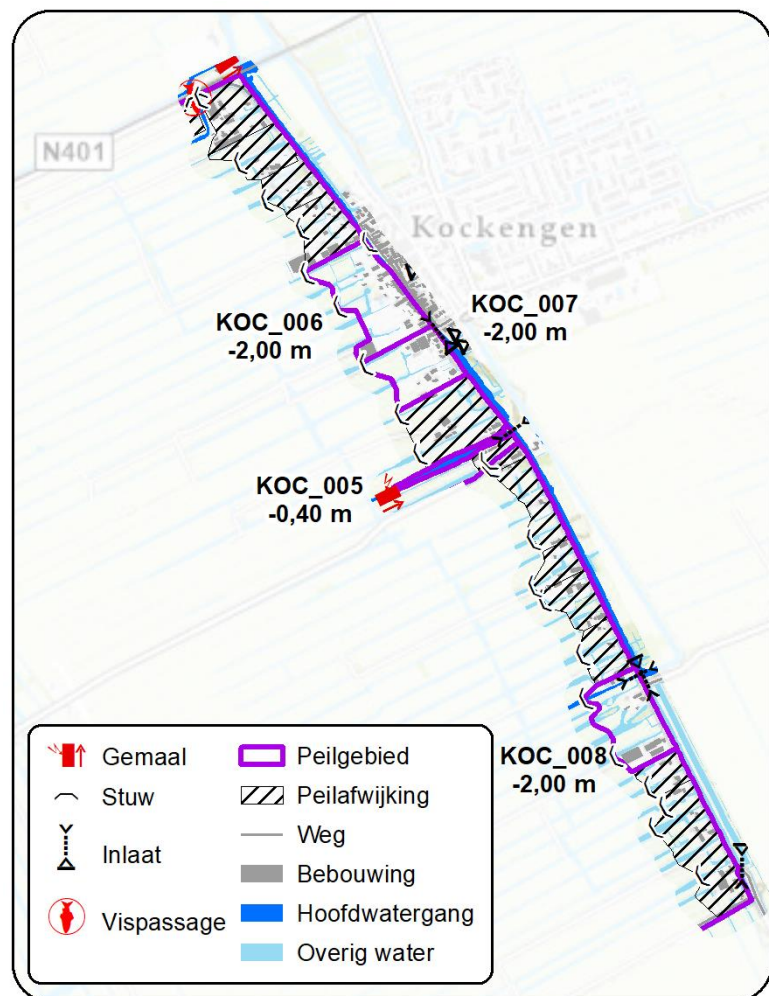 N401
Kockengen
KOC_007
-2,00 m
KOC_006
-2,00 m
KOC_005
-0,40 m
KOC_008
-2,00 m
Gemaal
Stuw
Inlaat
Vispassage
Peilgebied
Peilafwijking
Weg
Bebouwing
Hoofdwatergang
Overig water